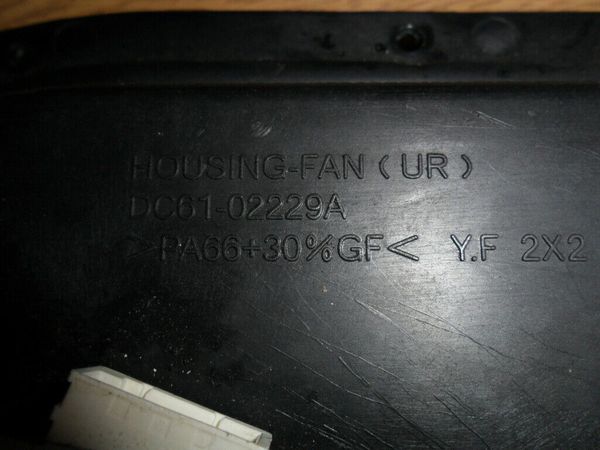 HOUSING-FAN (UR)
DC61-02229A
>PA66+30%GF< Y.F 2X2